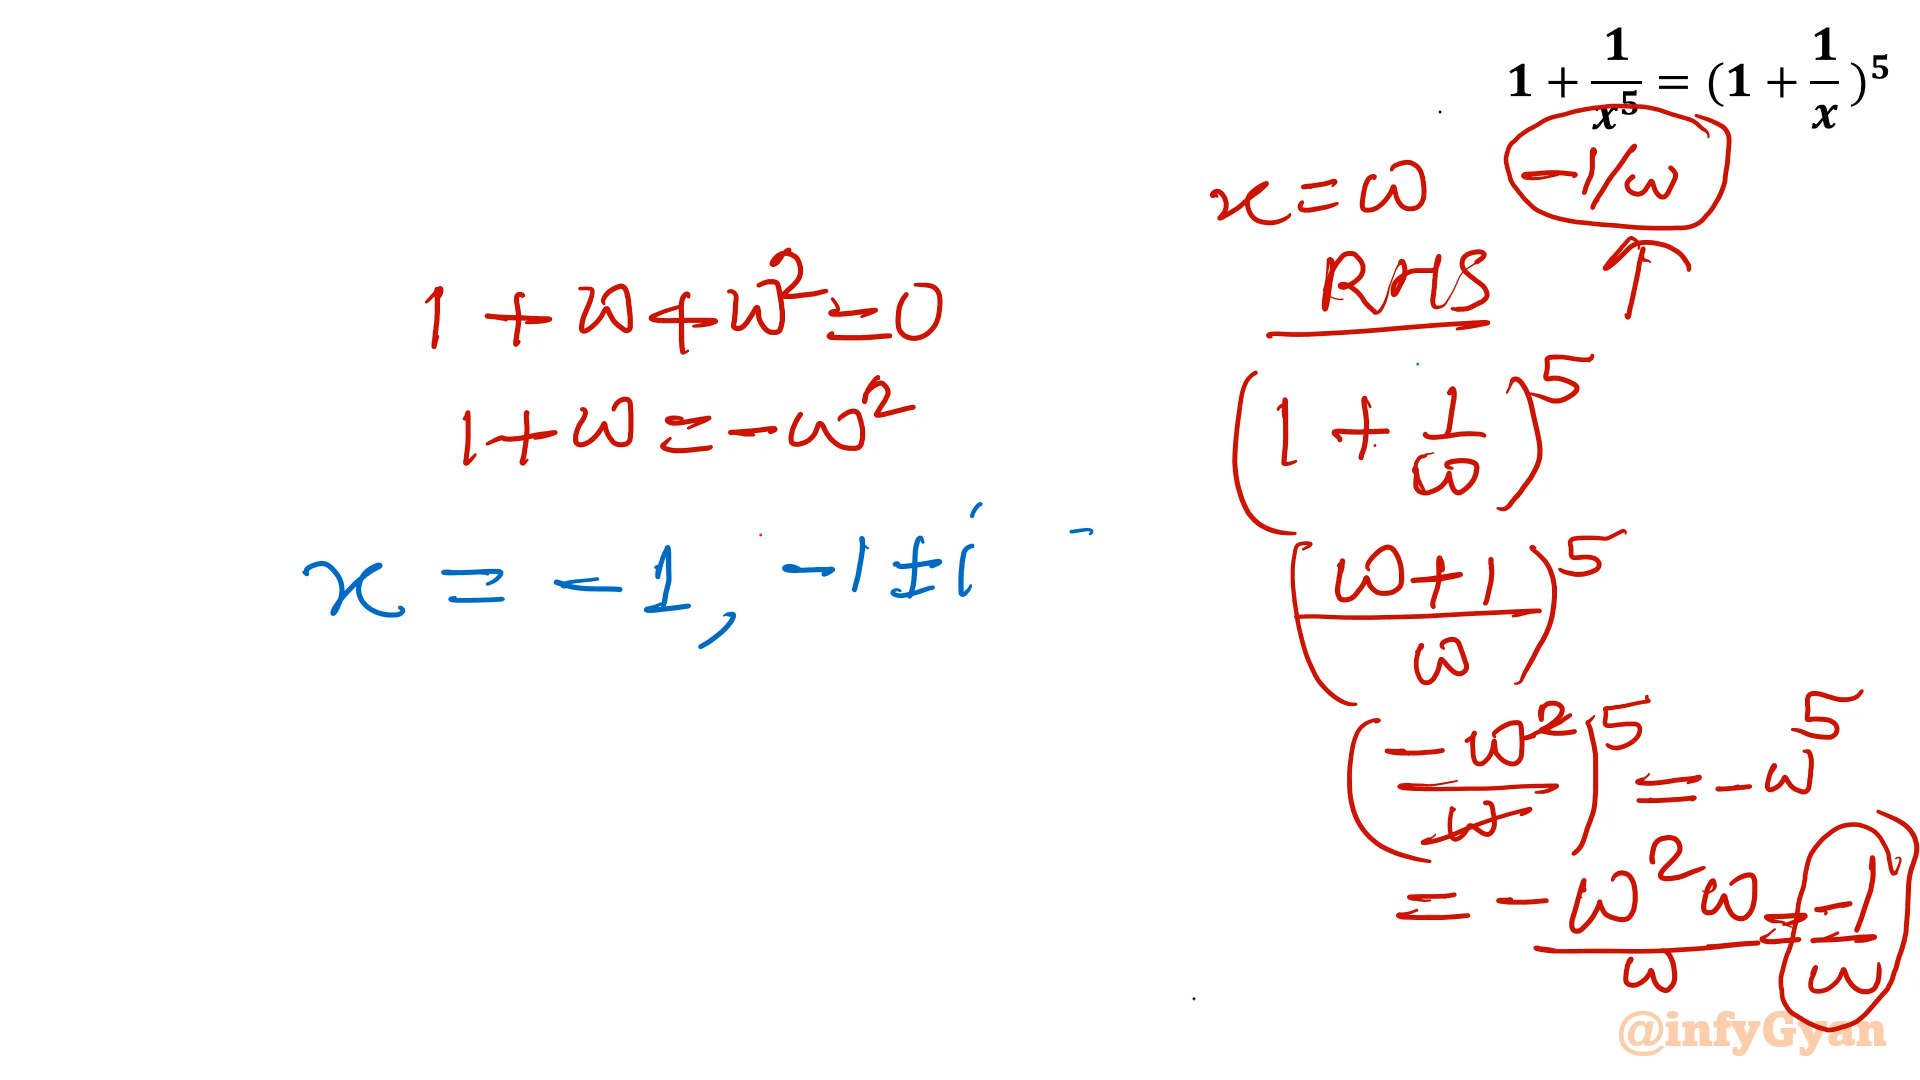 1 + 1/x⁵ = (1 + 1/x)⁵
x = ω
-1/ω
RHS
1 + ω + ω² = 0
1 + ω = -ω²
x = -1, -1 ± i
(1 + 1/ω)⁵
((ω + 1)/ω)⁵
(-ω²/ω)⁵ = -ω⁵
= -ω²ω/ω = -1/ω
@infyGyan